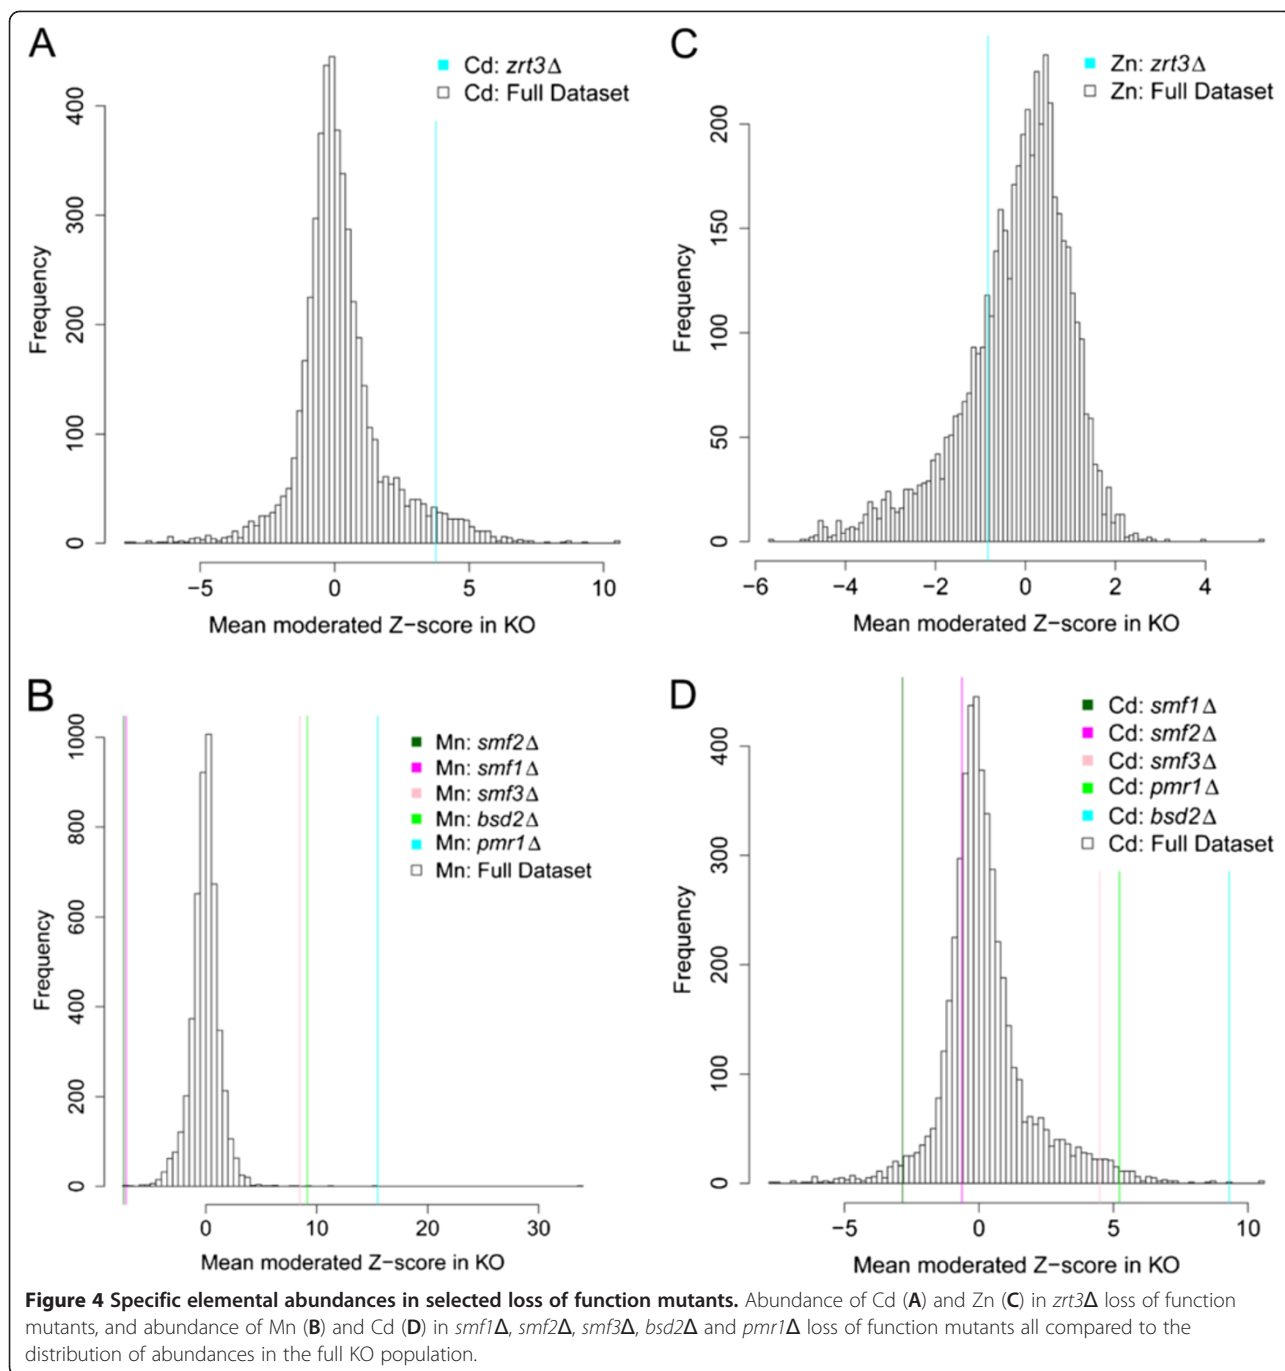 A
Cd: zrt3Δ
Cd: Full Dataset
Frequency
400
300
200
100
0
−5 0 5 10
Mean moderated Z−score in KO
C
Zn: zrt3Δ
Zn: Full Dataset
Frequency
200
150
100
50
0
−6 −4 −2 0 2 4
Mean moderated Z−score in KO
B
Mn: smf2Δ
Mn: smf1Δ
Mn: smf3Δ
Mn: bsd2Δ
Mn: pmr1Δ
Mn: Full Dataset
Frequency
1000
800
600
400
200
0
0 10 20 30
Mean moderated Z−score in KO
D
Cd: smf1Δ
Cd: smf2Δ
Cd: smf3Δ
Cd: pmr1Δ
Cd: bsd2Δ
Cd: Full Dataset
Frequency
400
300
200
100
0
−5 0 5 10
Mean moderated Z−score in KO
Figure 4 Specific elemental abundances in selected loss of function mutants. Abundance of Cd (A) and Zn (C) in zrt3Δ loss of function
mutants, and abundance of Mn (B) and Cd (D) in smf1Δ, smf2Δ, smf3Δ, bsd2Δ and pmr1Δ loss of function mutants all compared to the
distribution of abundances in the full KO population.